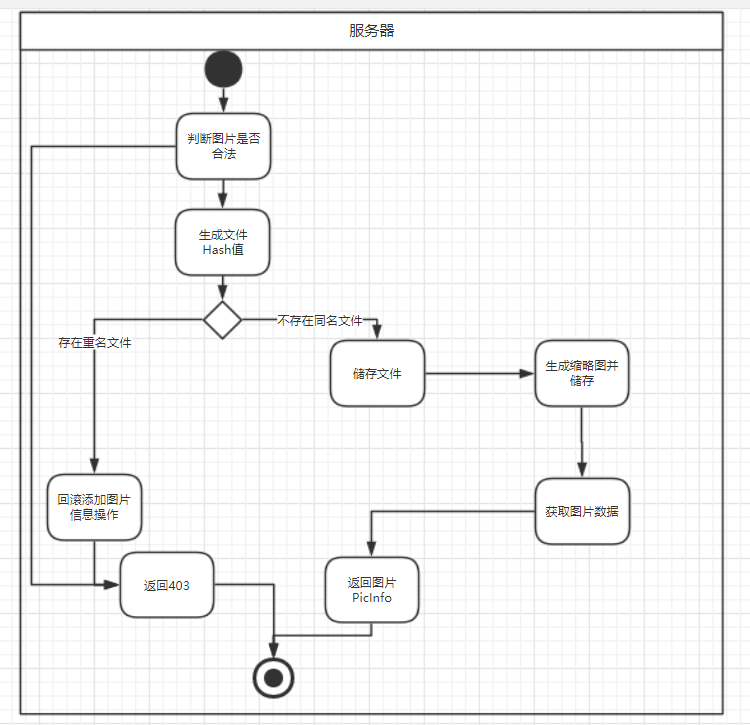 服务器
判断图片是否
合法
生成文件
Hash值
不存在同名文件
存在重名文件
储存文件
生成缩略图并
储存
回滚添加图片
信息操作
获取图片数据
返回403
返回图片
PicInfo